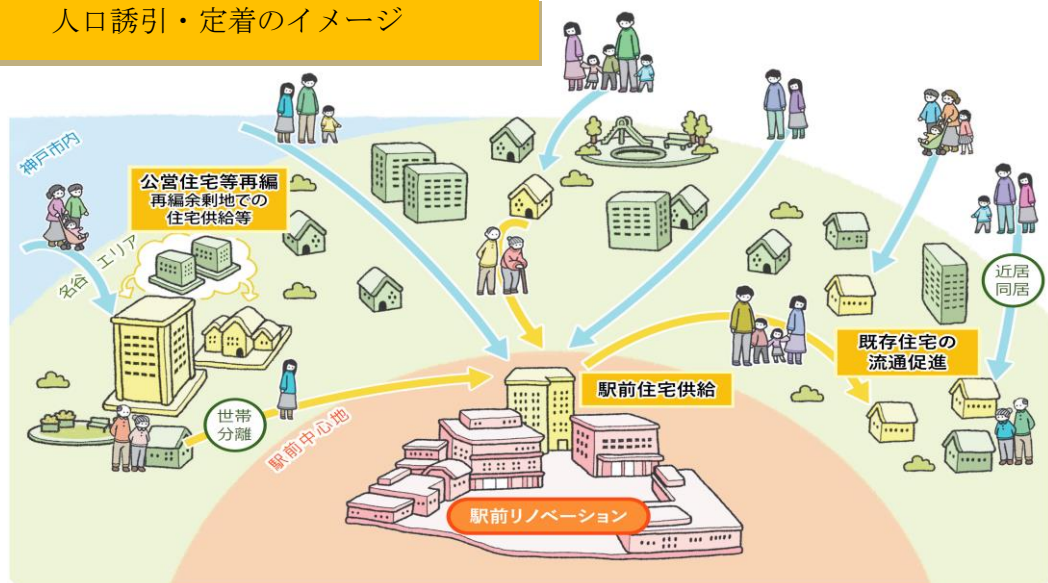 人口誘引・定着のイメージ
神戸市内
公営住宅等再編
再編余剰地での
住宅供給等
名谷 エリア
近居
同居
既存住宅の
流通促進
駅前住宅供給
世帯
分離
駅前中心地
駅前リノベーション